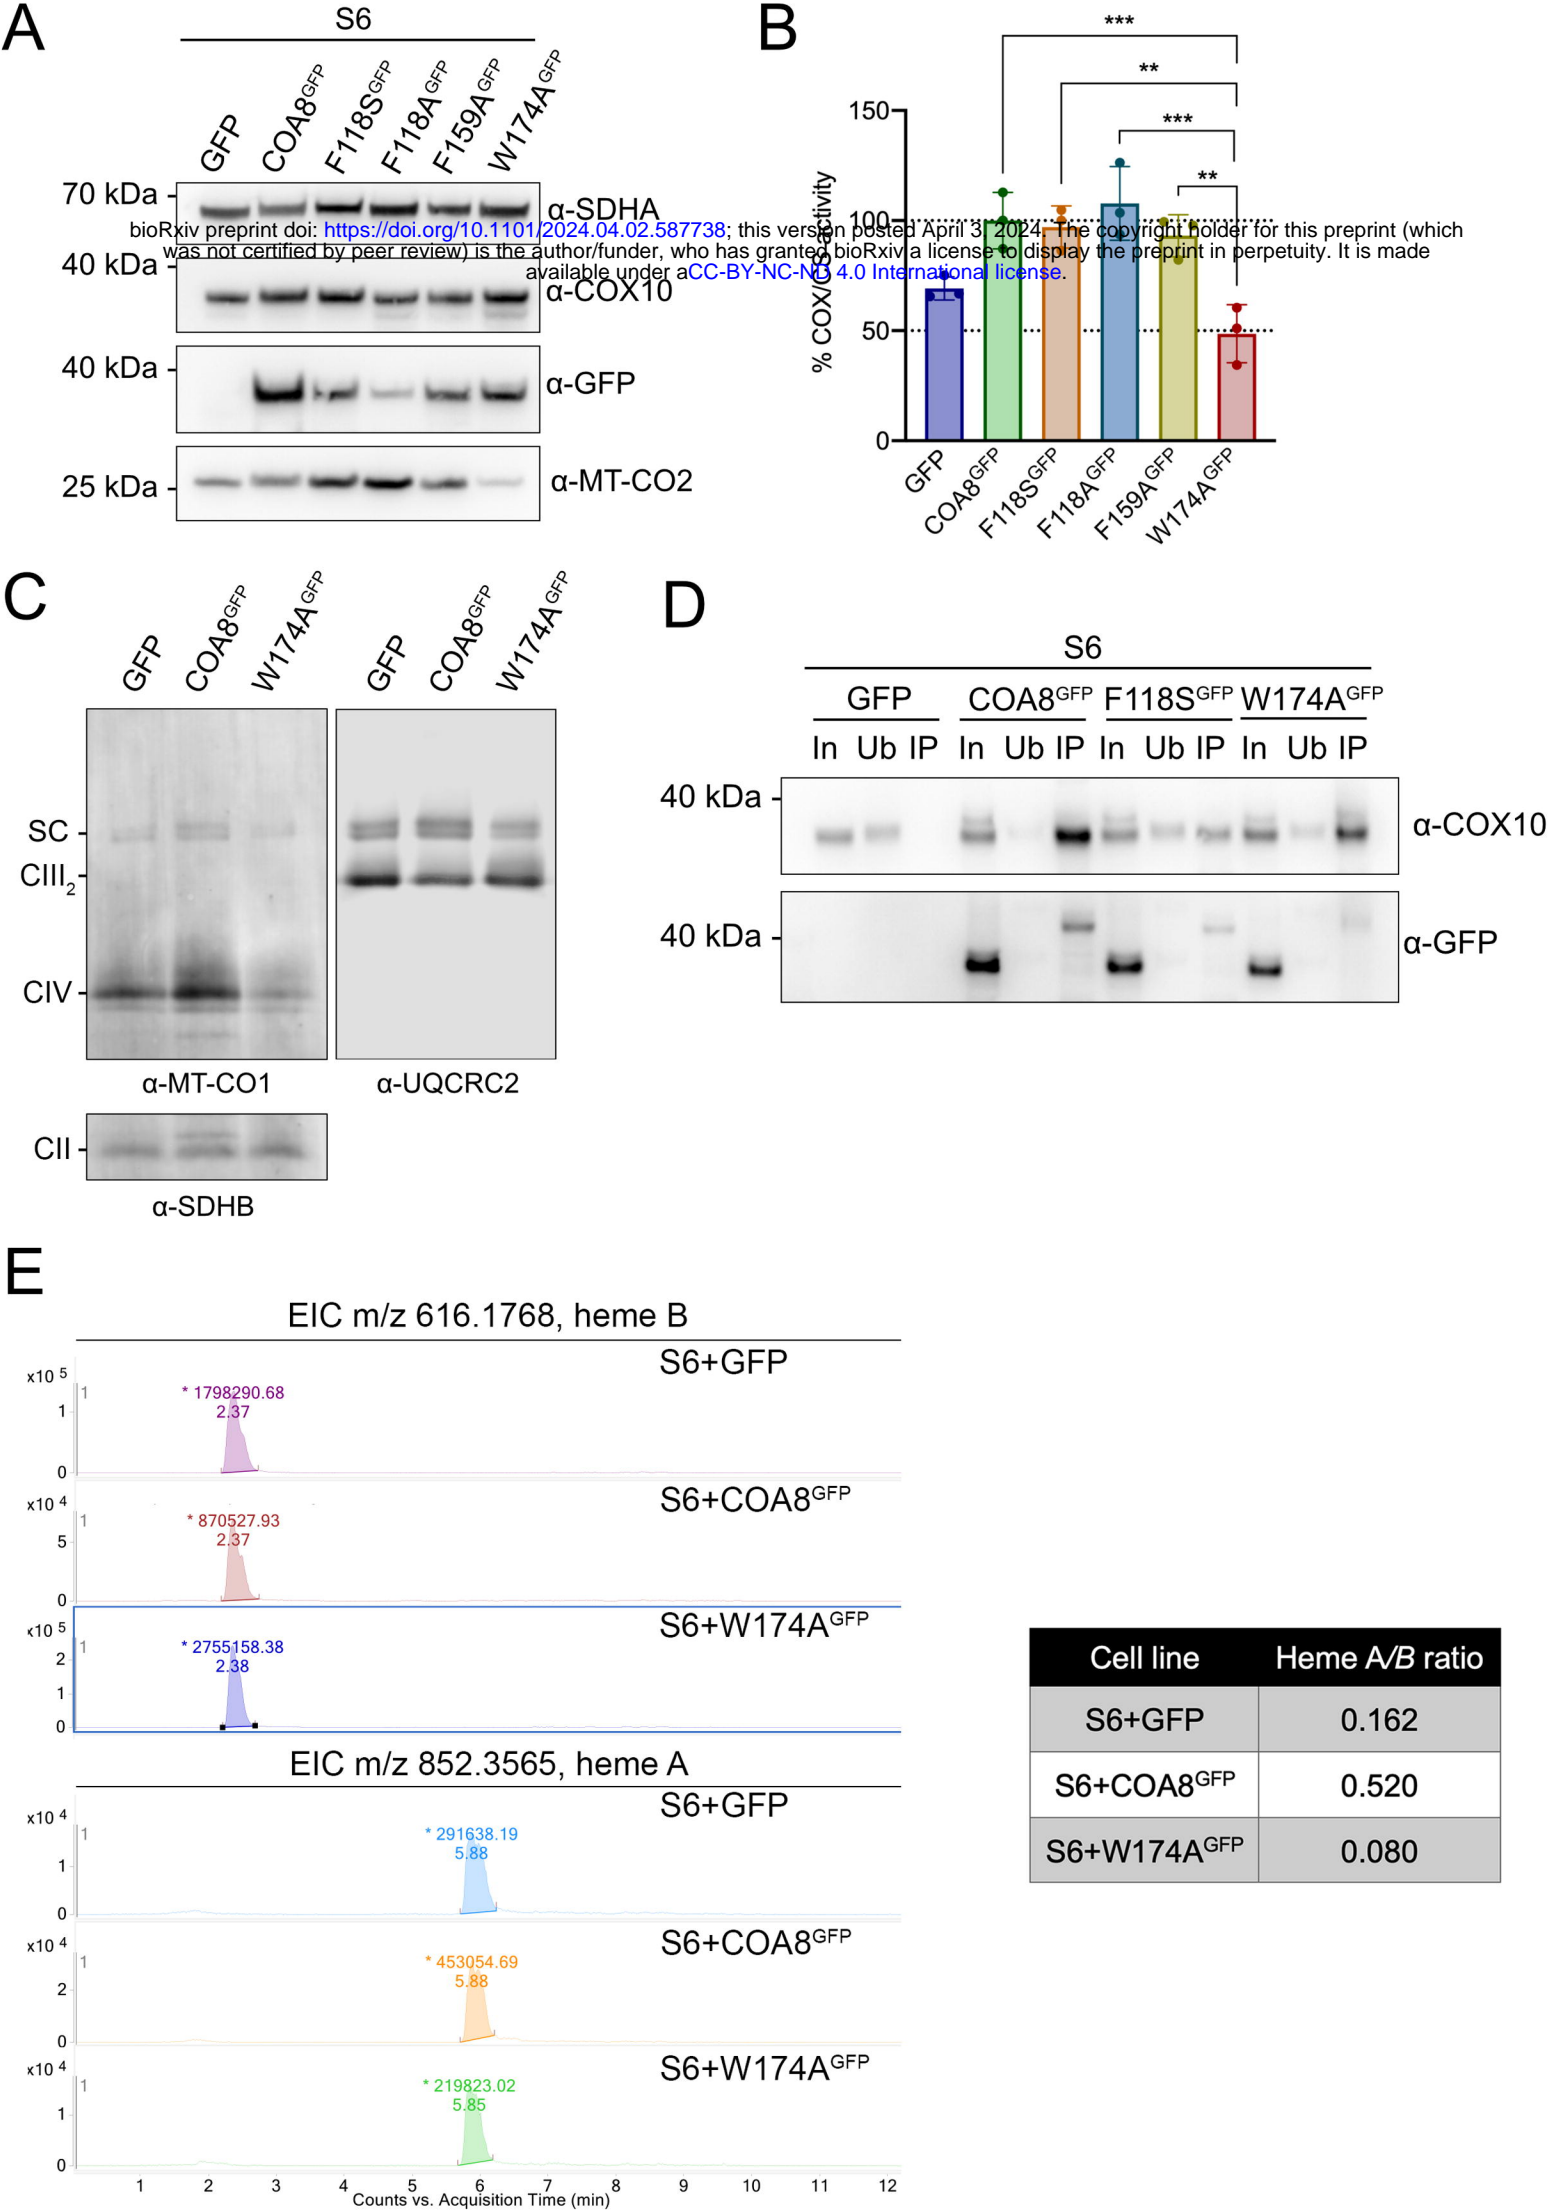 A
S6
GFP
COA8GFP
F118SGFP
F118AGFP
F159AGFP
W174AGFP
70 kDa
α-SDHA
40 kDa
α-COX10
40 kDa
α-GFP
25 kDa
α-MT-CO2
bioRxiv preprint doi: https://doi.org/10.1101/2024.04.02.587738; this version posted April 3, 2024. The copyright holder for this preprint (which
was not certified by peer review) is the author/funder, who has granted bioRxiv a license to display the preprint in perpetuity. It is made
available under aCC-BY-NC-ND 4.0 International license.
B
***
**
***
**
% COX/CS activity
150
100
50
0
GFP
COA8GFP
F118SGFP
F118AGFP
F159AGFP
W174AGFP
C
GFP
COA8GFP
W174AGFP
GFP
COA8GFP
W174AGFP
SC
CIII2
CIV
α-MT-CO1
α-UQCRC2
CII
α-SDHB
D
S6
GFP COA8GFP F118SGFP W174AGFP
In Ub IP In Ub IP In Ub IP In Ub IP
40 kDa
α-COX10
40 kDa
α-GFP
E
EIC m/z 616.1768, heme B
S6+GFP
x10 5
1
* 1798290.68
2.37
1
0
S6+COA8GFP
x10 4
1
* 870527.93
2.37
5
0
S6+W174AGFP
x10 5
1
* 2755158.38
2.38
2
1
0
EIC m/z 852.3565, heme A
S6+GFP
x10 4
1
* 291638.19
5.88
1
0
S6+COA8GFP
x10 4
1
* 453054.69
5.88
2
0
S6+W174AGFP
x10 4
1
* 219823.02
5.85
1
0
1 2 3 4 5 6 7 8 9 10 11 12
Counts vs. Acquisition Time (min)
Cell line Heme A/B ratio
S6+GFP 0.162
S6+COA8GFP 0.520
S6+W174AGFP 0.080